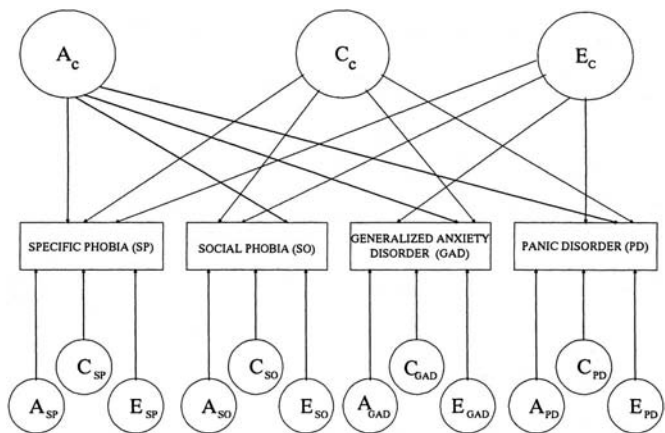 A_c C_c E_c
SPECIFIC PHOBIA (SP)
SOCIAL PHOBIA (SO)
GENERALIZED ANXIETY
DISORDER (GAD)
PANIC DISORDER (PD)
A_SP C_SP E_SP
A_SO C_SO E_SO
A_GAD C_GAD E_GAD
A_PD C_PD E_PD